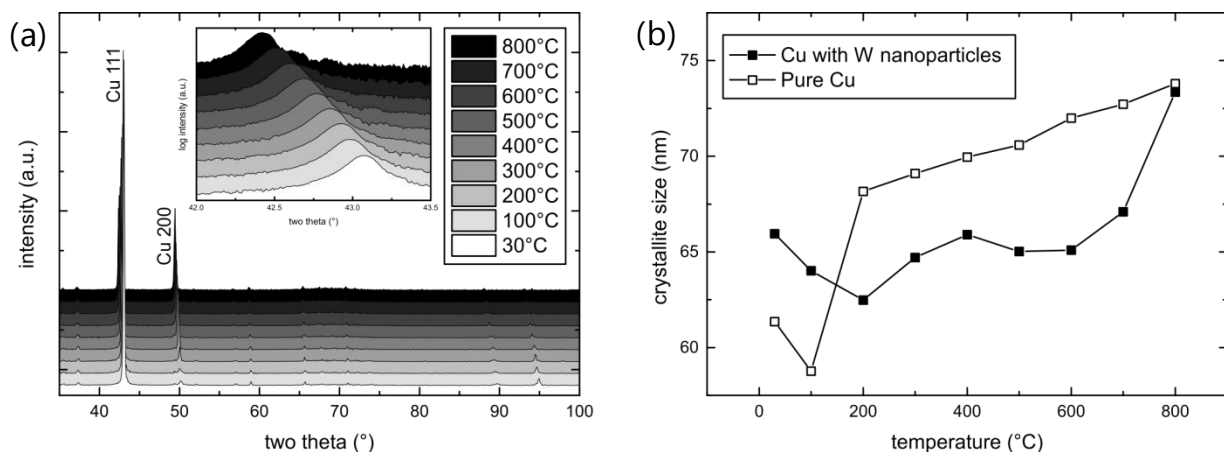 (a)
intensity (a.u.)
Cu 111
Cu 200
log intensity (a.u.)
42.0 42.5 43.0 43.5
two theta (°)
800°C
700°C
600°C
500°C
400°C
300°C
200°C
100°C
30°C
40 50 60 70 80 90 100
two theta (°)
(b)
Cu with W nanoparticles
Pure Cu
crystallite size (nm)
75
70
65
60
0 200 400 600 800
temperature (°C)